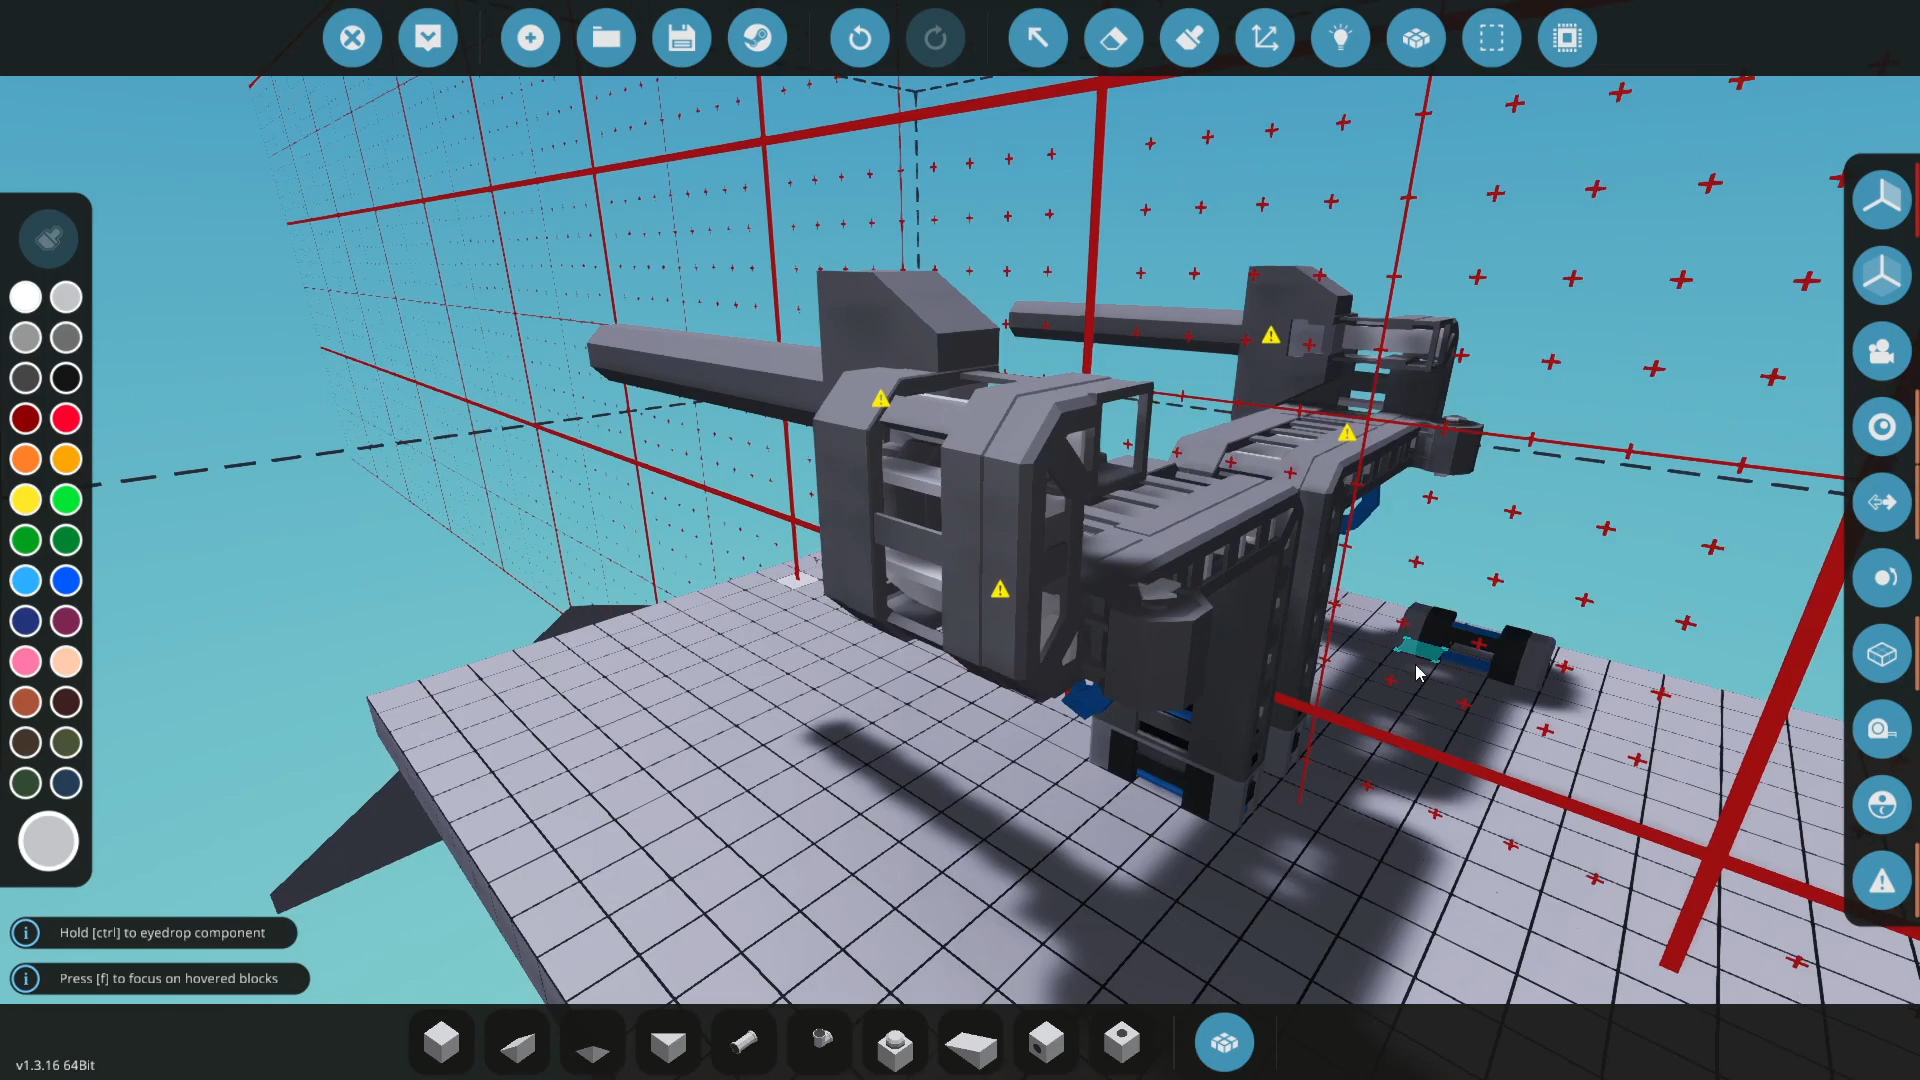 Hold [ctrl] to eyedrop component
Press [f] to focus on hovered blocks
v1.3.16 64Bit